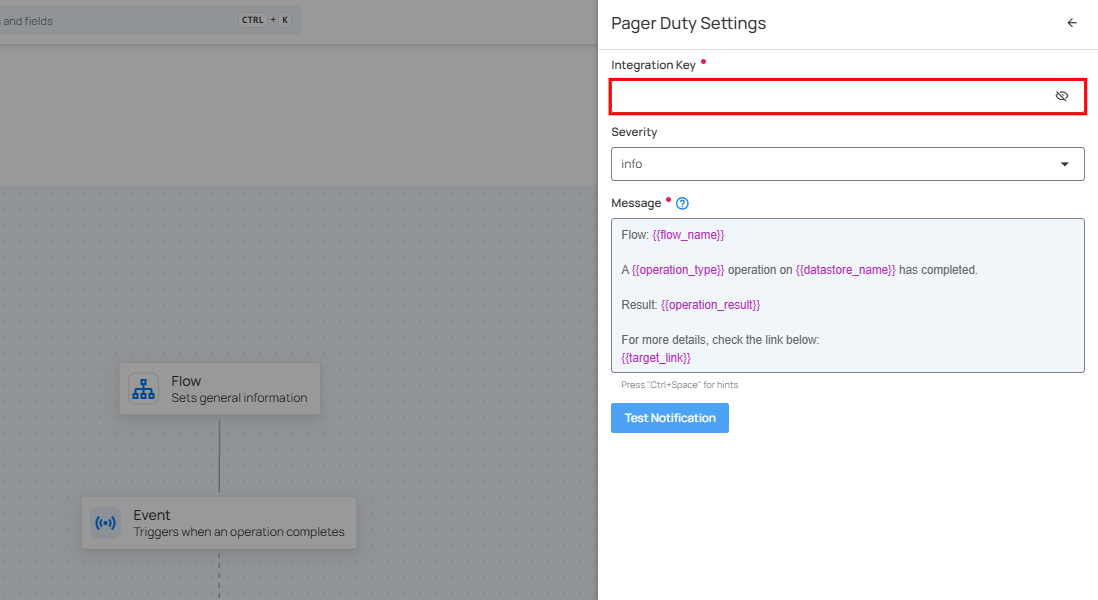 and fields
CTRL + K
Pager Duty Settings
Integration Key
Severity
info
Message
Flow: {{flow_name}}
A {{operation_type}} operation on {{datastore_name}} has completed.
Result: {{operation_result}}
For more details, check the link below:
{{target_link}}
Press "Ctrl+Space" for hints
Test Notification
Flow
Sets general information
Event
Triggers when an operation completes